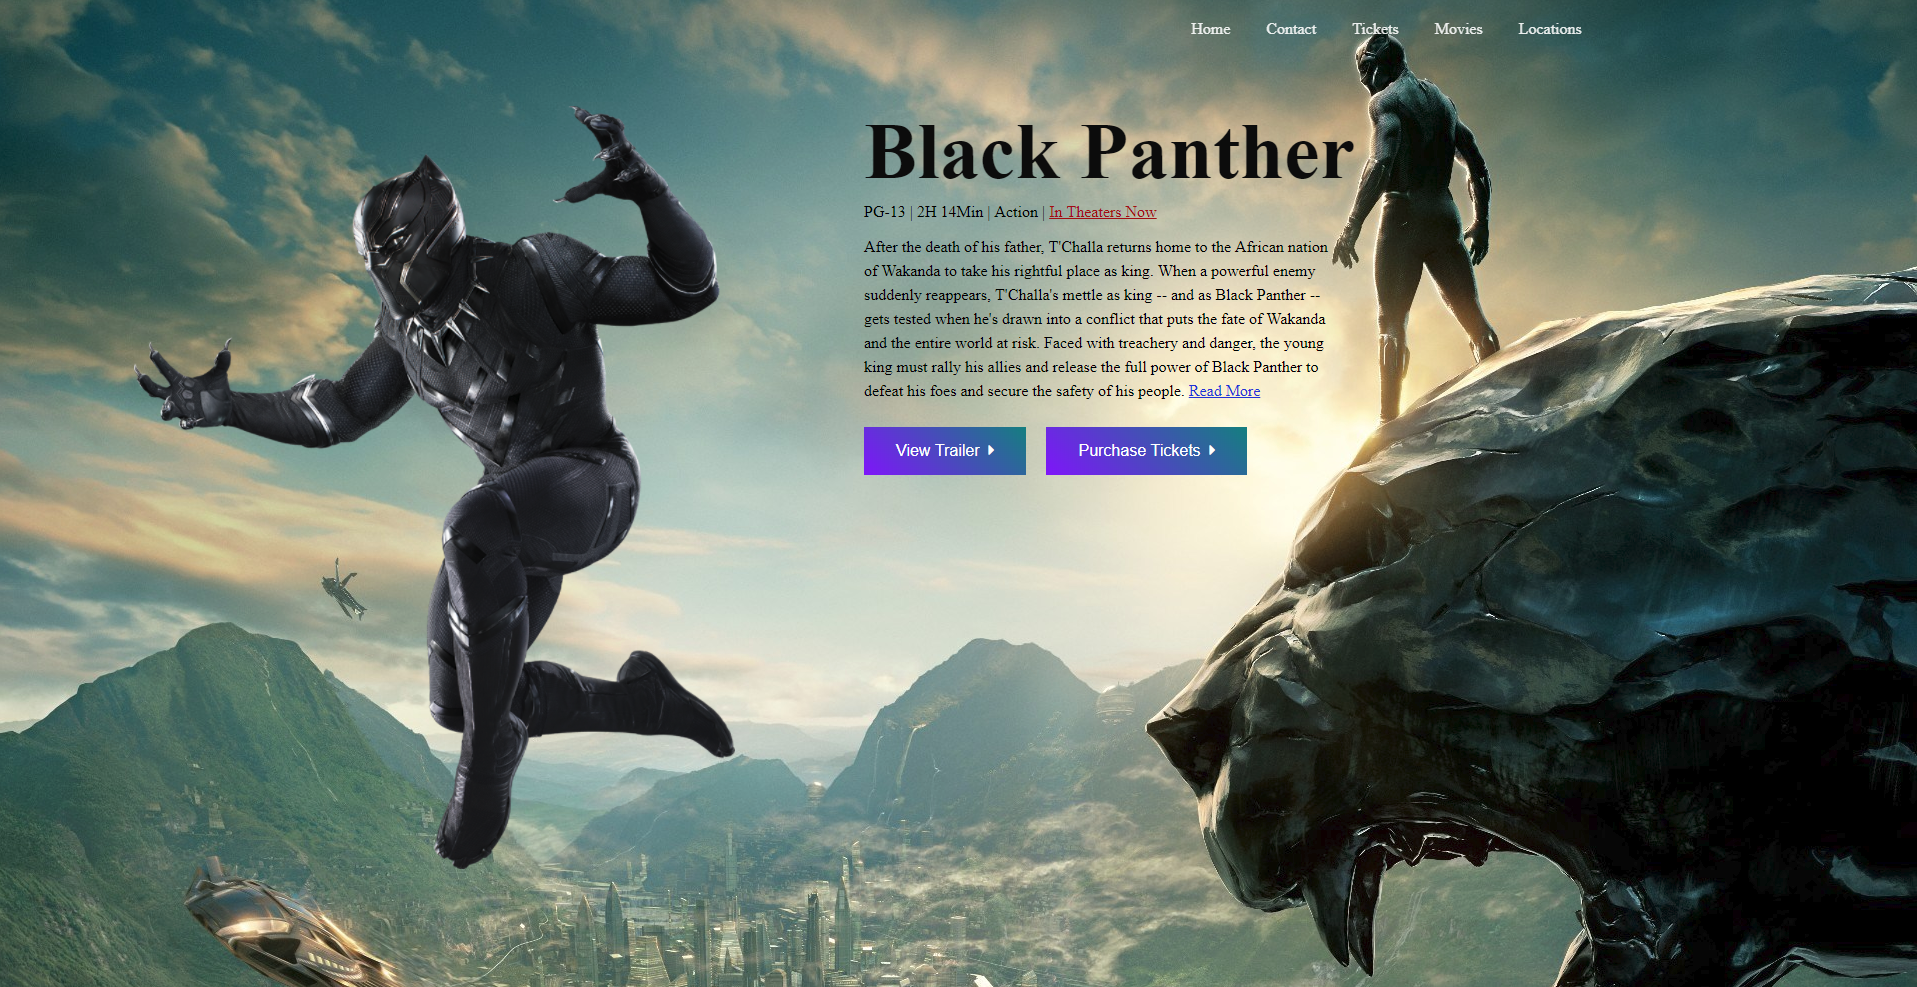 Home Contact Tickets Movies Locations
Black Panther
PG-13 | 2H 14Min | Action | In Theaters Now
After the death of his father, T'Challa returns home to the African nation
of Wakanda to take his rightful place as king. When a powerful enemy
suddenly reappears, T'Challa's mettle as king -- and as Black Panther --
gets tested when he's drawn into a conflict that puts the fate of Wakanda
and the entire world at risk. Faced with treachery and danger, the young
king must rally his allies and release the full power of Black Panther to
defeat his foes and secure the safety of his people. Read More
View Trailer Purchase Tickets